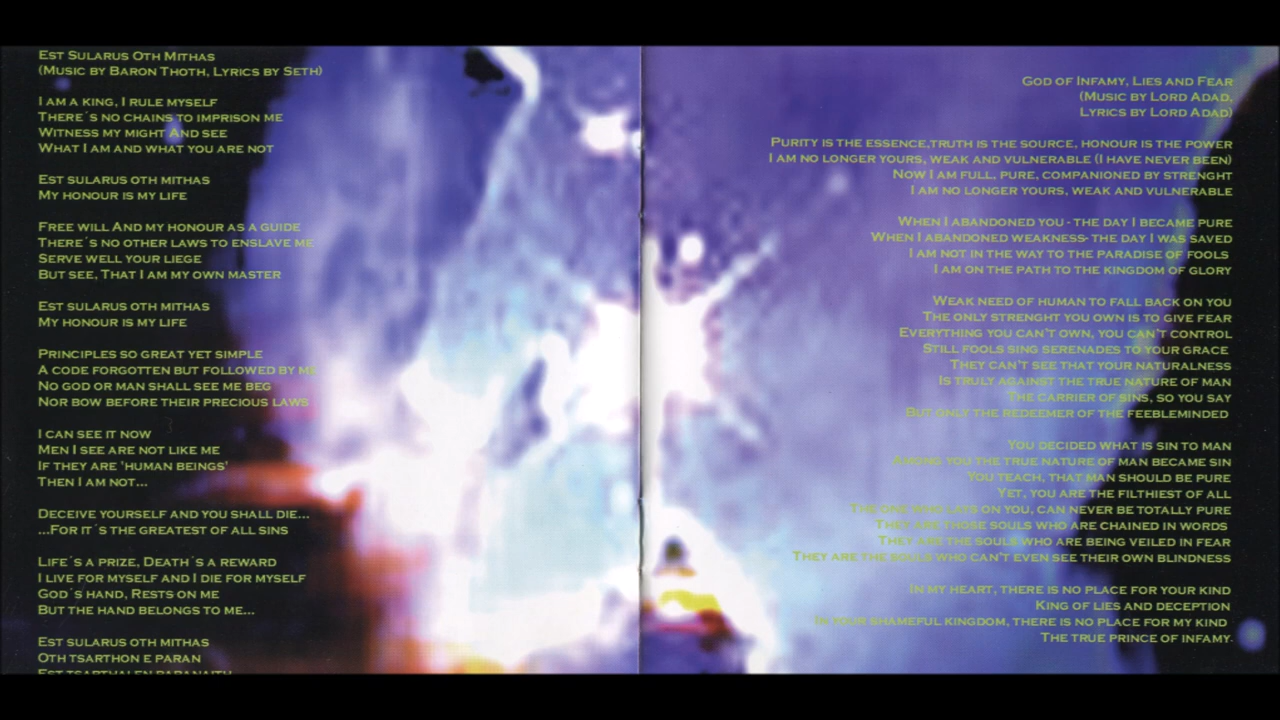 Est Sularus Oth Mithas
(Music by Baron Thoth, Lyrics by Seth)
I am a king, I rule myself
There´s no chains to imprison me
Witness my might And see
What I am and what you are not
Est sularus oth mithas
My honour is my life
Free will And my honour as a guide
There´s no other laws to enslave me
Serve well your liege
But see, That I am my own master
Est sularus oth mithas
My honour is my life
Principles so great yet simple
A code forgotten but followed by me
No god or man shall see me beg
Nor bow before their precious laws
I can see it now
Men I see are not like me
If they are 'human beings'
Then I am not...
Deceive yourself and you shall die...
...For it´s the greatest of all sins
Life´s a prize, Death´s a reward
I live for myself and I die for myself
God´s hand, Rests on me
But the hand belongs to me...
Est sularus oth mithas
Oth tsarthon e paran
Est tsarthalen paranaith
God of Infamy, Lies and Fear
(Music by Lord Adad,
Lyrics by Lord Adad)
Purity is the essence,truth is the source, honour is the power
I am no longer yours, weak and vulnerable (I have never been)
Now I am full, pure, companioned by strenght
I am no longer yours, weak and vulnerable
When I abandoned you - the day I became pure
When I abandoned weakness- the day I was saved
I am not in the way to the paradise of fools
I am on the path to the kingdom of glory
Weak need of human to fall back on you
The only strenght you own is to give fear
Everything you can't own, you can't control
Still fools sing serenades to your grace
They can't see that your naturalness
Is truly against the true nature of man
The carrier of sins, so you say
But only the redeemer of the feebleminded
You decided what is sin to man
Among you the true nature of man became sin
You teach, that man should be pure
Yet, you are the filthiest of all
The one who lays on you, can never be totally pure
They are those souls who are chained in words
They are the souls who are being veiled in fear
They are the souls who can't even see their own blindness
In my heart, there is no place for your kind
King of lies and deception
In your shameful kingdom, there is no place for my kind
The true prince of infamy